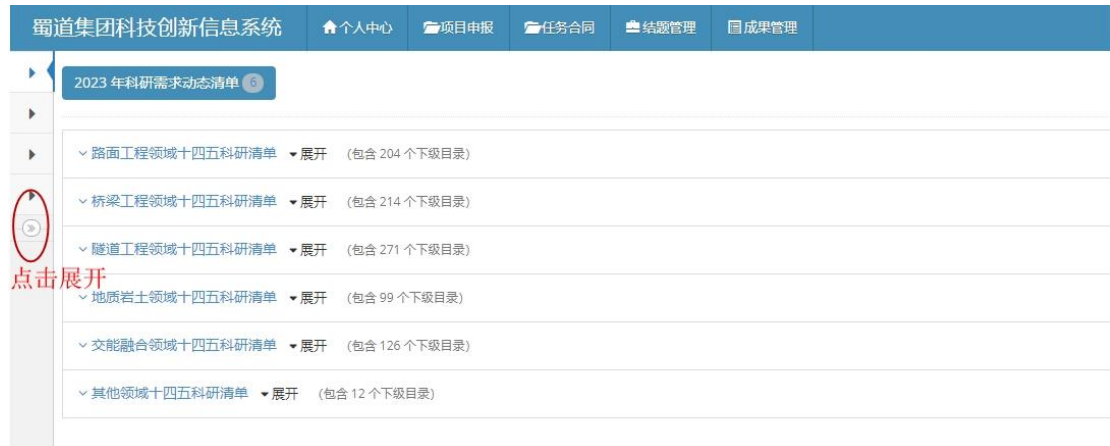 蜀道集团科技创新信息系统 个人中心 项目申报 任务合同 结题管理 成果管理
2023 年科研需求动态清单 6
路面工程领域十四五科研清单 展开 (包含 204 个下级目录)
桥梁工程领域十四五科研清单 展开 (包含 214 个下级目录)
隧道工程领域十四五科研清单 展开 (包含 271 个下级目录)
点击展开
地质岩土领域十四五科研清单 展开 (包含 99 个下级目录)
交能融合领域十四五科研清单 展开 (包含 126 个下级目录)
其他领域十四五科研清单 展开 (包含 12 个下级目录)